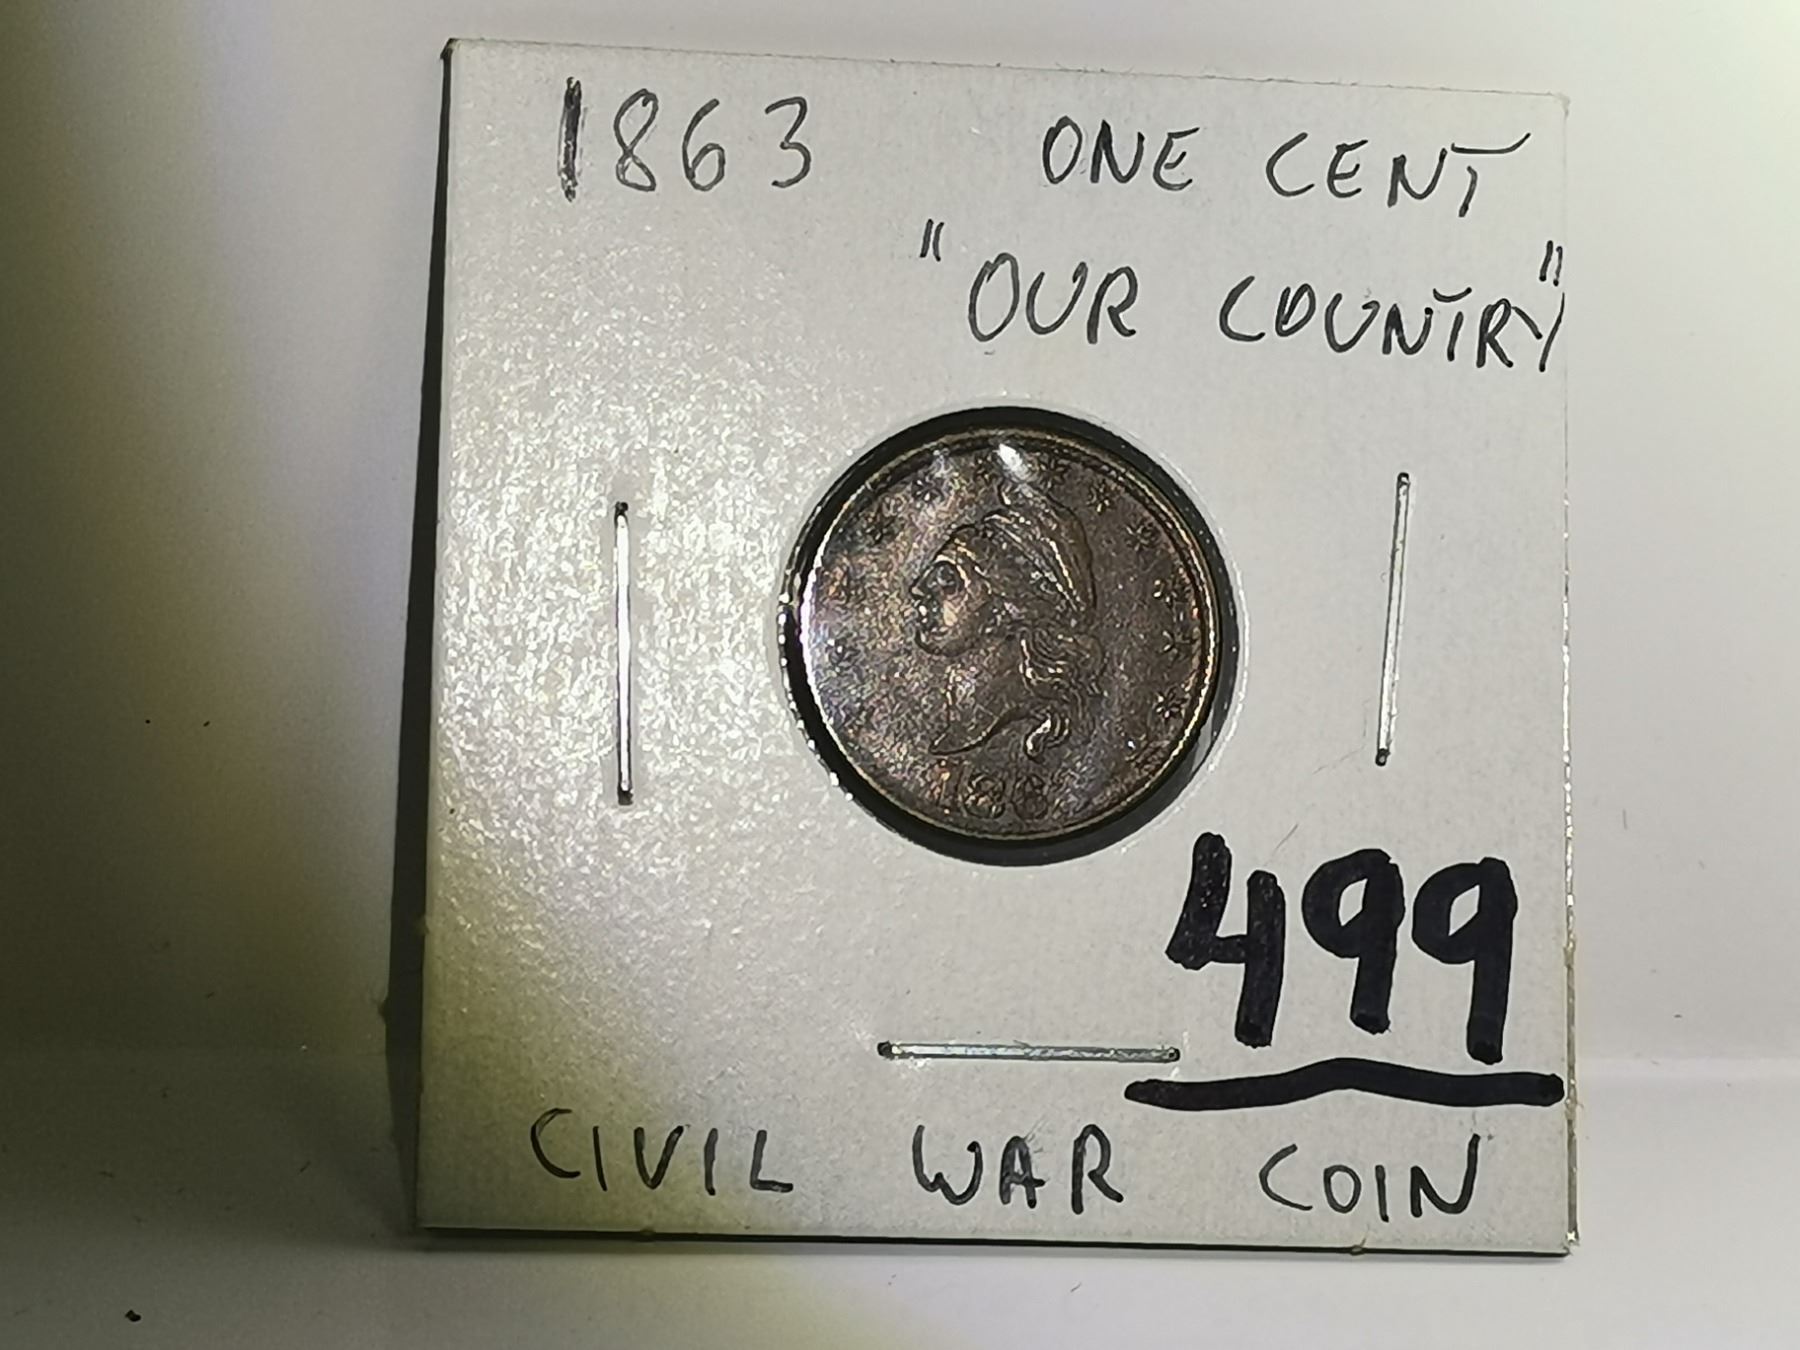 1863 ONE CENT
"OUR COUNTRY"
499
CIVIL WAR COIN